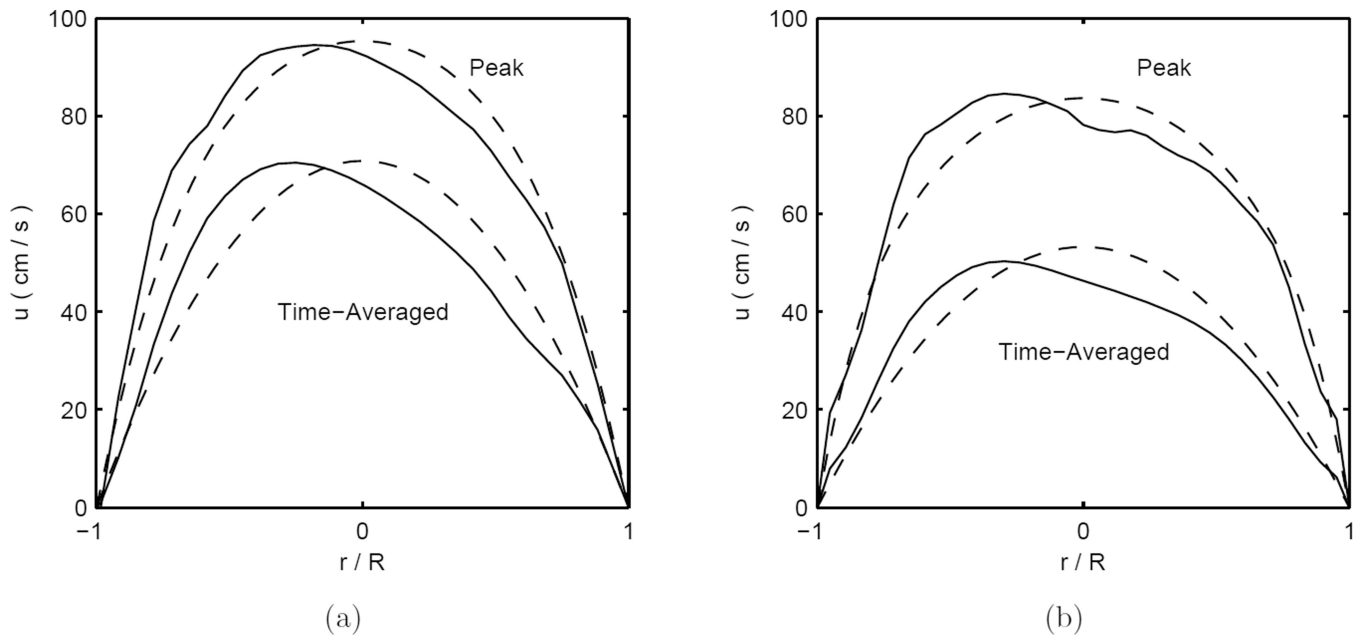 100
80
60
40
20
0
u ( cm / s )
Peak
Time−Averaged
−1
0
1
r / R
(a)
100
80
60
40
20
0
u ( cm / s )
Peak
Time−Averaged
−1
0
1
r / R
(b)